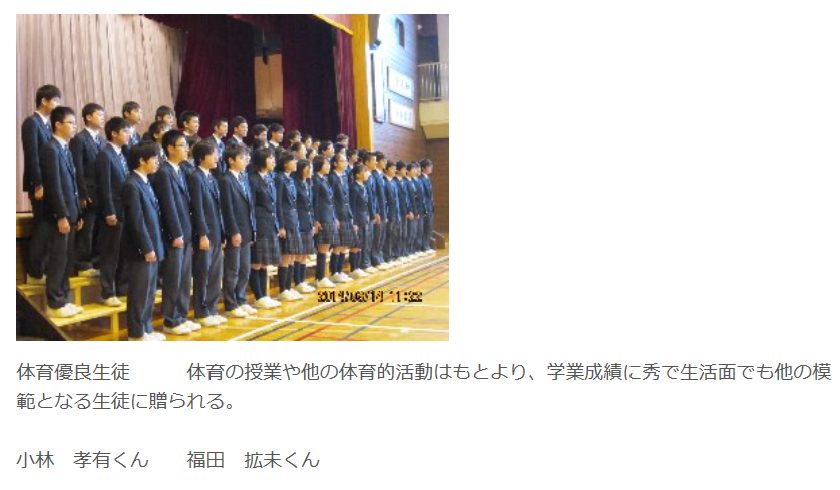 2014/03/14 11:22
体育優良生徒　　　体育の授業や他の体育的活動はもとより、学業成績に秀で生活面でも他の模
範となる生徒に贈られる。
小林　孝有くん　　福田　拡未くん